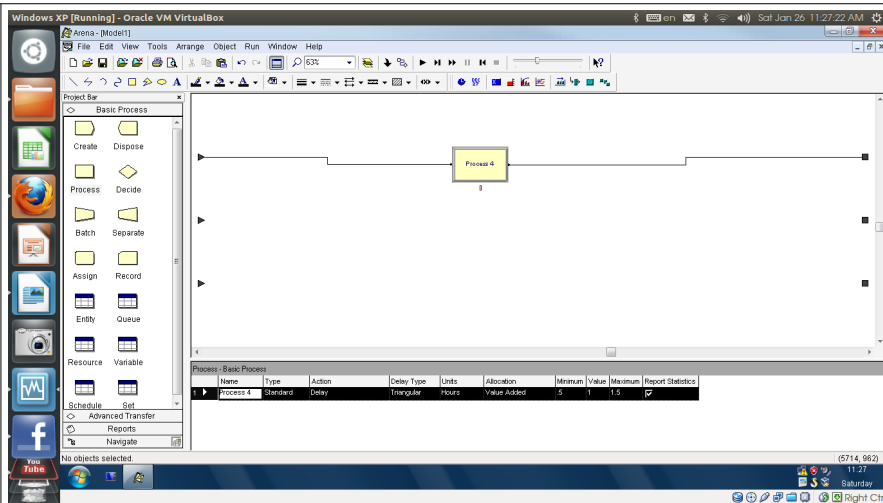 Windows XP [Running] - Oracle VM VirtualBox
en
Sat Jan 26 11:27:22 AM
Arena - [Model1]
File Edit View Tools Arrange Object Run Window Help
63%
A
Project Bar
Basic Process
Create Dispose
Process Decide
Batch Separate
Assign Record
Entity Queue
Resource Variable
Schedule Set
Advanced Transfer
Reports
Navigate
Process 4
0
Process - Basic Process
Name Type Action Delay Type Units Allocation Minimum Value Maximum Report Statistics
1 Process 4 Standard Delay Triangular Hours Value Added .5 1 1.5
No objects selected.
(5714, 962)
You
Tube
11:27
Saturday
Right Ctrl